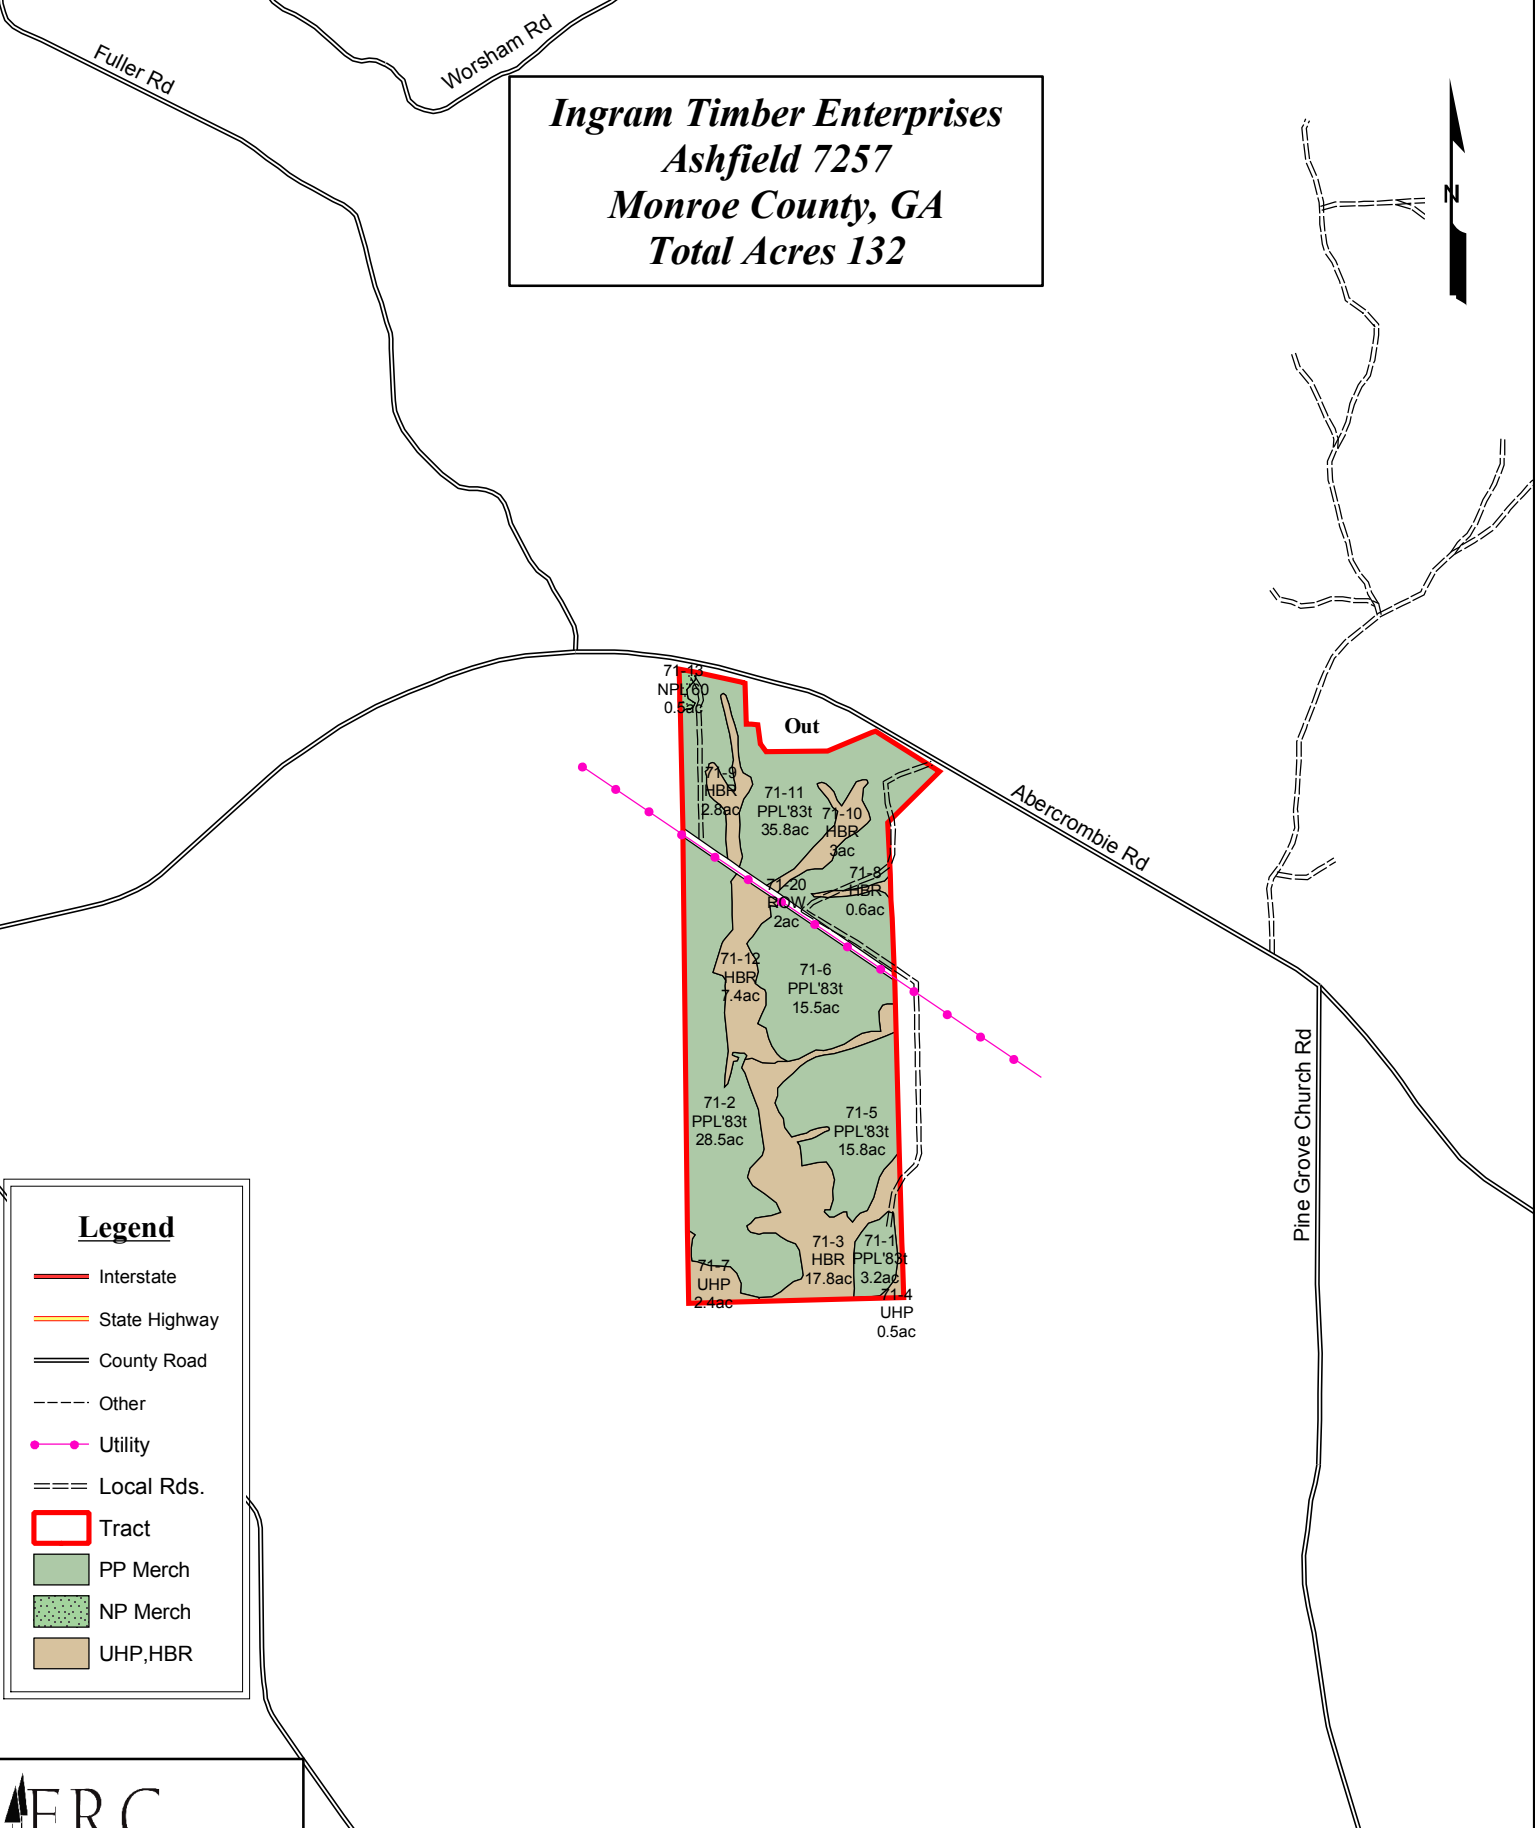 Fuller Rd
Worsham Rd
Ingram Timber Enterprises
Ashfield 7257
Monroe County, GA
Total Acres 132
N
71-13
NPL'60
0.5ac
Out
71-9
HBR
2.8ac
71-11
PPL'83t
35.8ac
71-10
HBR
3ac
Abercrombie Rd
71-8
HBR
0.6ac
71-20
ROW
2ac
71-12
HBR
7.4ac
71-6
PPL'83t
15.5ac
71-2
PPL'83t
28.5ac
71-5
PPL'83t
15.8ac
Pine Grove Church Rd
71-3
HBR
17.8ac
71-1
PPL'83t
3.2ac
71-7
UHP
2.4ac
71-4
UHP
0.5ac
Legend
Interstate
State Highway
County Road
Other
Utility
Local Rds.
Tract
PP Merch
NP Merch
UHP,HBR
FRC